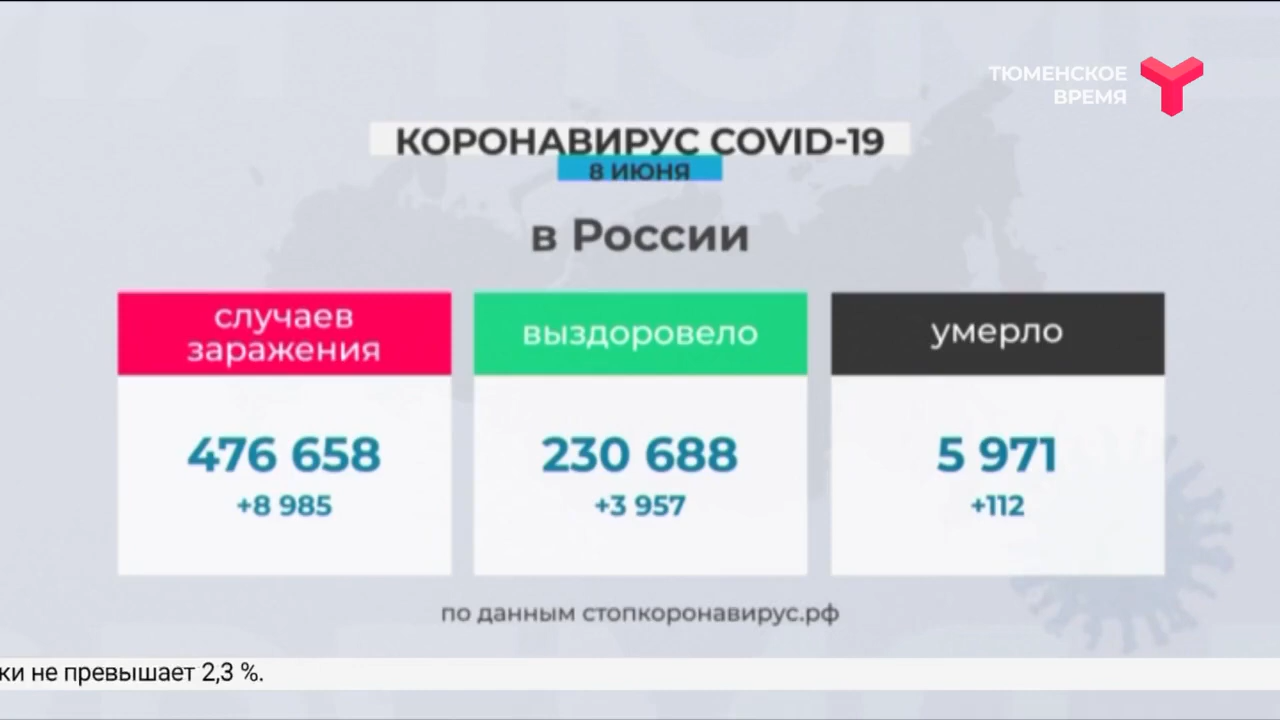 ТЮМЕНСКОЕ
ВРЕМЯ
КОРОНАВИРУС COVID-19
8 ИЮНЯ
в России
случаев
заражения
476 658
+8 985
выздоровело
230 688
+3 957
умерло
5 971
+112
по данным стопкоронавирус.рф
ки не превышает 2,3 %.